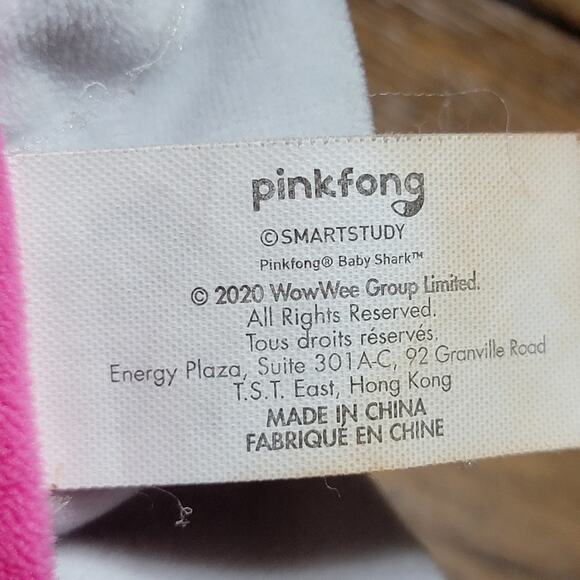 pinkfong
©SMARTSTUDY
Pinkfong® Baby Shark™
© 2020 WowWee Group Limited.
All Rights Reserved.
Tous droits réservés.
Energy Plaza, Suite 301A-C, 92 Granville Road
T.S.T. East, Hong Kong
MADE IN CHINA
FABRIQUÉ EN CHINE